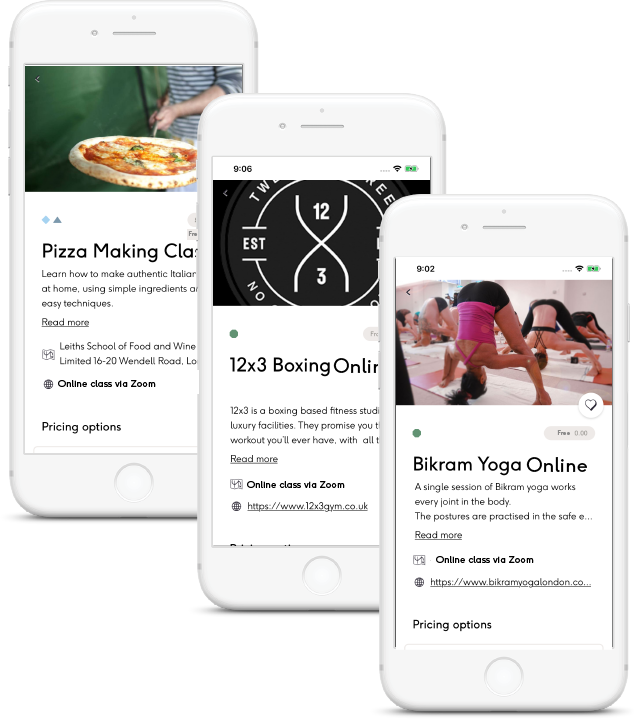 Pizza Making Clas
Learn how to make authentic Italian
at home, using simple ingredients a
easy techniques.
Read more
Leiths School of Food and Wine
Limited 16-20 Wendell Road, Lo
Online class via Zoom
Pricing options
9:06
EST
12
3
12x3 Boxing Onlin
12x3 is a boxing based fitness studi
luxury facilities. They promise you t
workout you'll ever have, with all t
Read more
Online class via Zoom
https://www.12x3gym.co.uk
9:02
Free 0.00
Bikram Yoga Online
A single session of Bikram yoga works
every joint in the body.
The postures are practised in the safe e...
Read more
Online class via Zoom
https://www.bikramyogalondon.co...
Pricing options